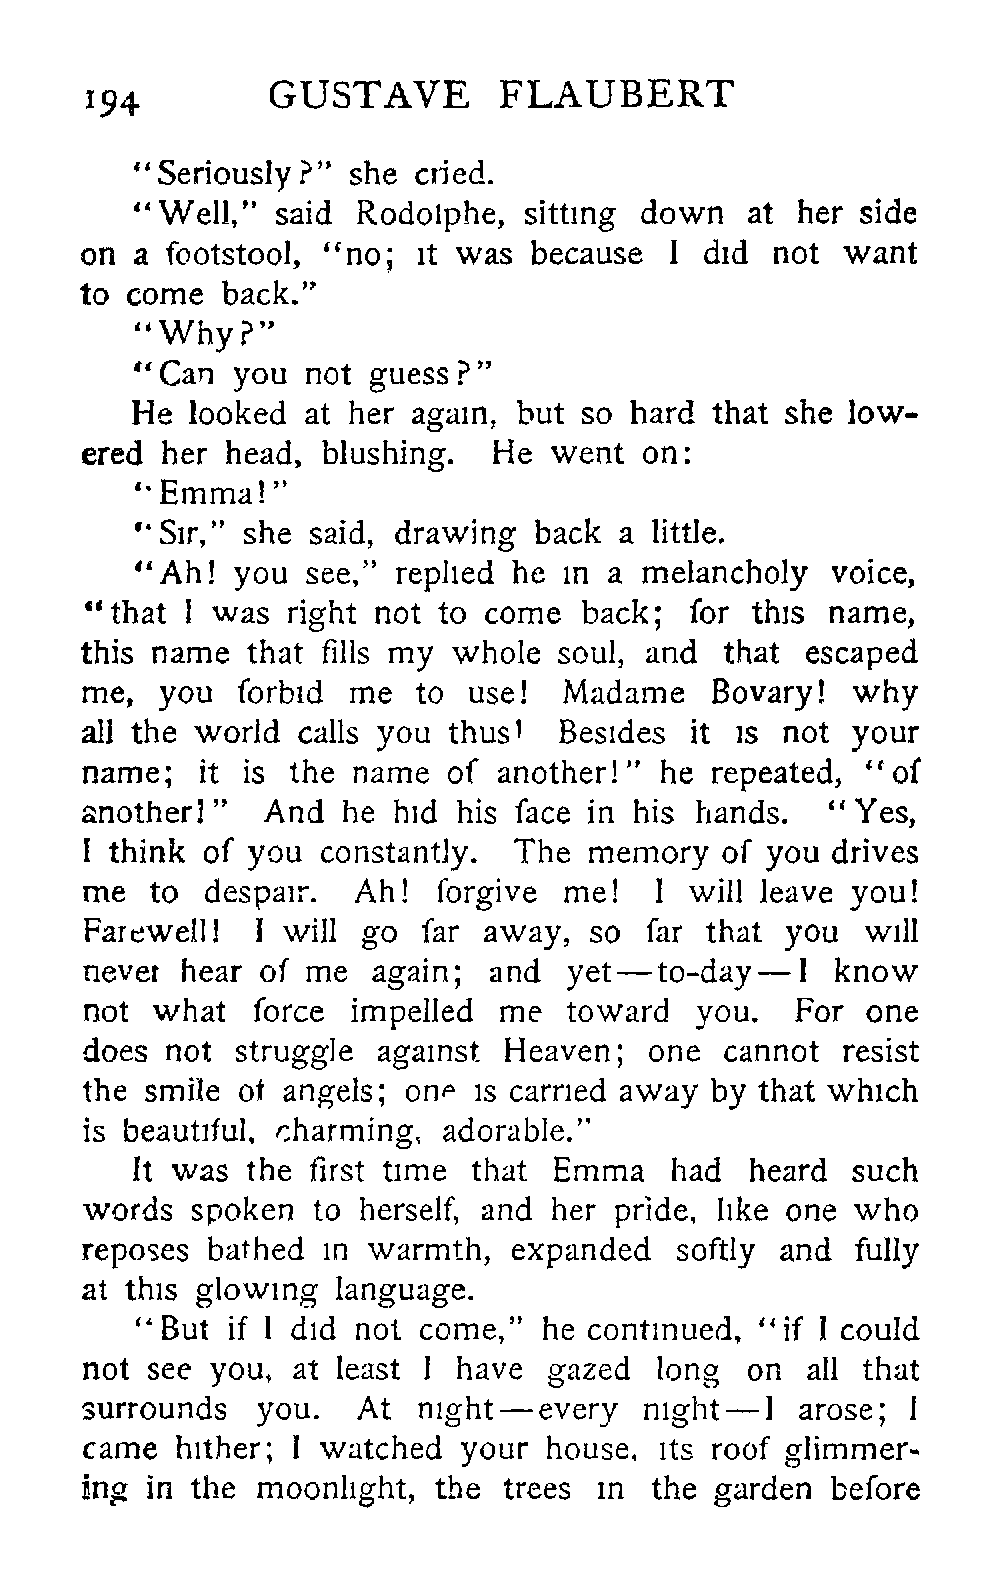 194 GUSTAVE FLAUBERT
"Seriously?" she cried.
"Well," said Rodolphe, sitting down at her side
on a footstool, "no; it was because I did not want
to come back."
"Why?"
"Can you not guess?"
He looked at her again, but so hard that she low-
ered her head, blushing. He went on:
"Emma!"
"Sir," she said, drawing back a little.
"Ah! you see," replied he in a melancholy voice,
"that I was right not to come back; for this name,
this name that fills my whole soul, and that escaped
me, you forbid me to use! Madame Bovary! why
all the world calls you thus! Besides it is not your
name; it is the name of another!" he repeated, "of
another!" And he hid his face in his hands. "Yes,
I think of you constantly. The memory of you drives
me to despair. Ah! forgive me! I will leave you!
Farewell! I will go far away, so far that you will
never hear of me again; and yet—to-day—I know
not what force impelled me toward you. For one
does not struggle against Heaven; one cannot resist
the smile of angels; one is carried away by that which
is beautiful, charming, adorable."
It was the first time that Emma had heard such
words spoken to herself, and her pride, like one who
reposes bathed in warmth, expanded softly and fully
at this glowing language.
"But if I did not come," he continued, "if I could
not see you, at least I have gazed long on all that
surrounds you. At night—every night—I arose; I
came hither; I watched your house, its roof glimmer-
ing in the moonlight, the trees in the garden before